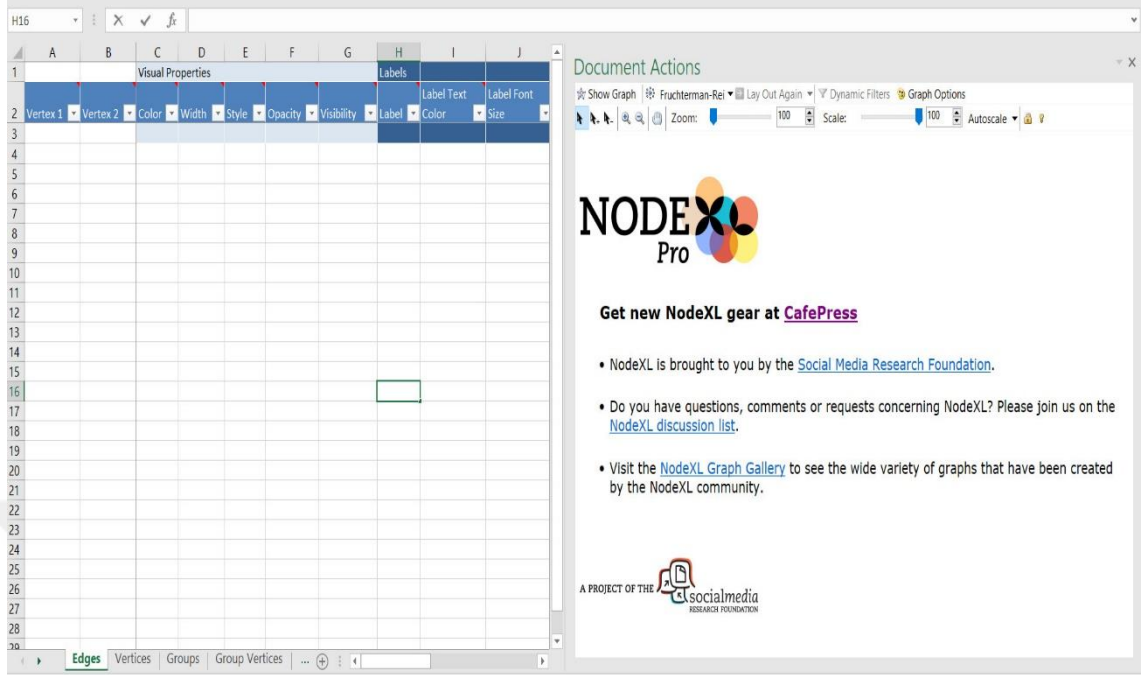 H16
fx
A B C D E F G H I J
1 Visual Properties Labels
2 Vertex 1 Vertex 2 Color Width Style Opacity Visibility Label Label Text Color Label Font Size
3
4
5
6
7
8
9
10
11
12
13
14
15
16
17
18
19
20
21
22
23
24
25
26
27
28
29
Edges Vertices Groups Group Vertices ...
Document Actions
Show Graph Fruchterman-Rei Lay Out Again Dynamic Filters Graph Options
Zoom: 100 Scale: 100 Autoscale
NODEXL
Pro
Get new NodeXL gear at CafePress
• NodeXL is brought to you by the Social Media Research Foundation.
• Do you have questions, comments or requests concerning NodeXL? Please join us on the
NodeXL discussion list.
• Visit the NodeXL Graph Gallery to see the wide variety of graphs that have been created
by the NodeXL community.
A PROJECT OF THE socialmedia
RESEARCH FOUNDATION